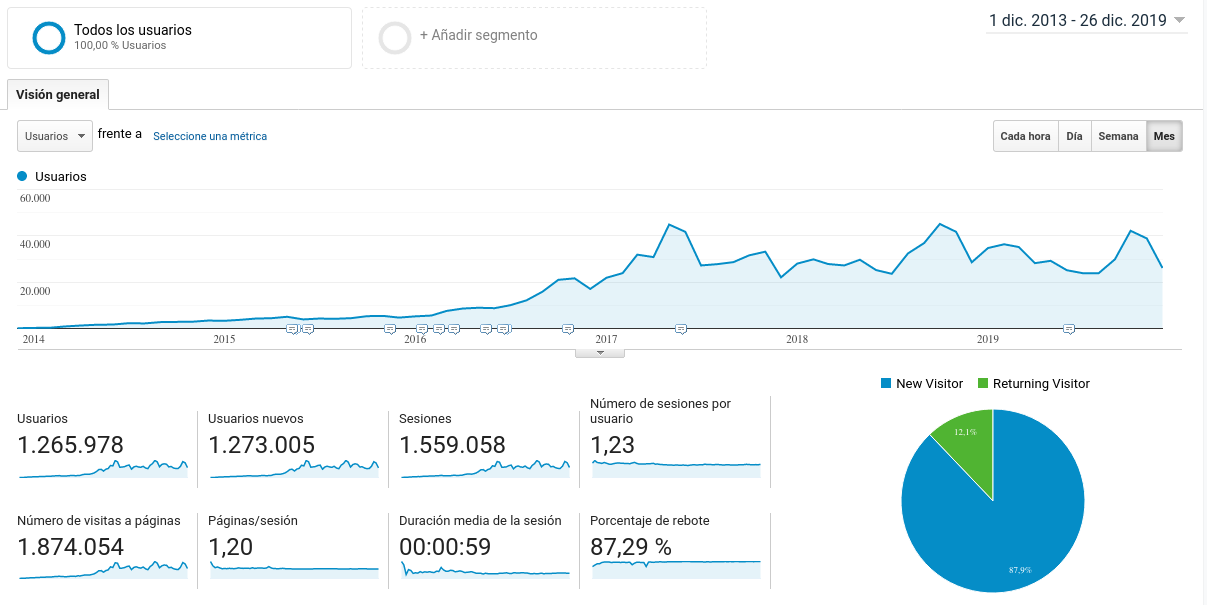 Todos los usuarios
100,00 % Usuarios
+ Añadir segmento
1 dic. 2013 - 26 dic. 2019
Visión general
Usuarios
frente a
Seleccione una métrica
Cada hora
Día
Semana
Mes
Usuarios
60.000
40.000
20.000
2014
2015
2016
2017
2018
2019
New Visitor
Returning Visitor
12,1%
87,9%
Usuarios
1.265.978
Usuarios nuevos
1.273.005
Sesiones
1.559.058
Número de sesiones por
usuario
1,23
Número de visitas a páginas
1.874.054
Páginas/sesión
1,20
Duración media de la sesión
00:00:59
Porcentaje de rebote
87,29 %